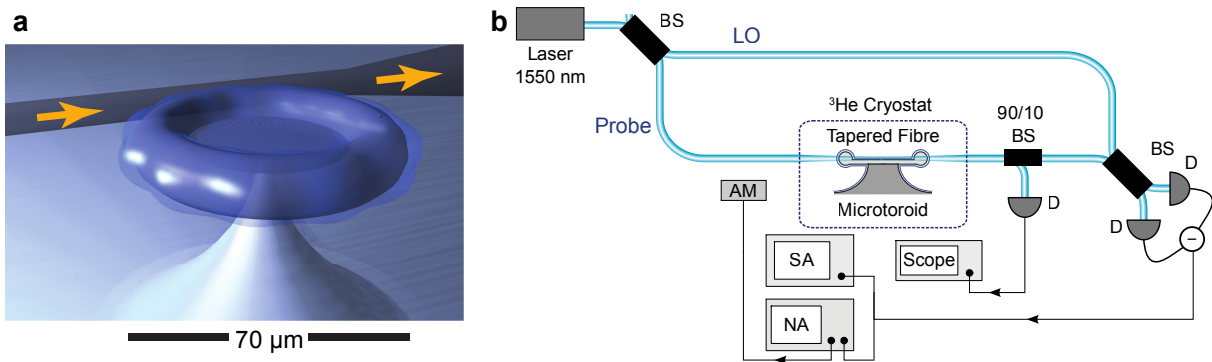 a
70 µm
b
Laser
1550 nm
BS
LO
Probe
³He Cryostat
Tapered Fibre
Microtoroid
90/10
BS
BS
D
D
D
AM
SA
Scope
NA
−